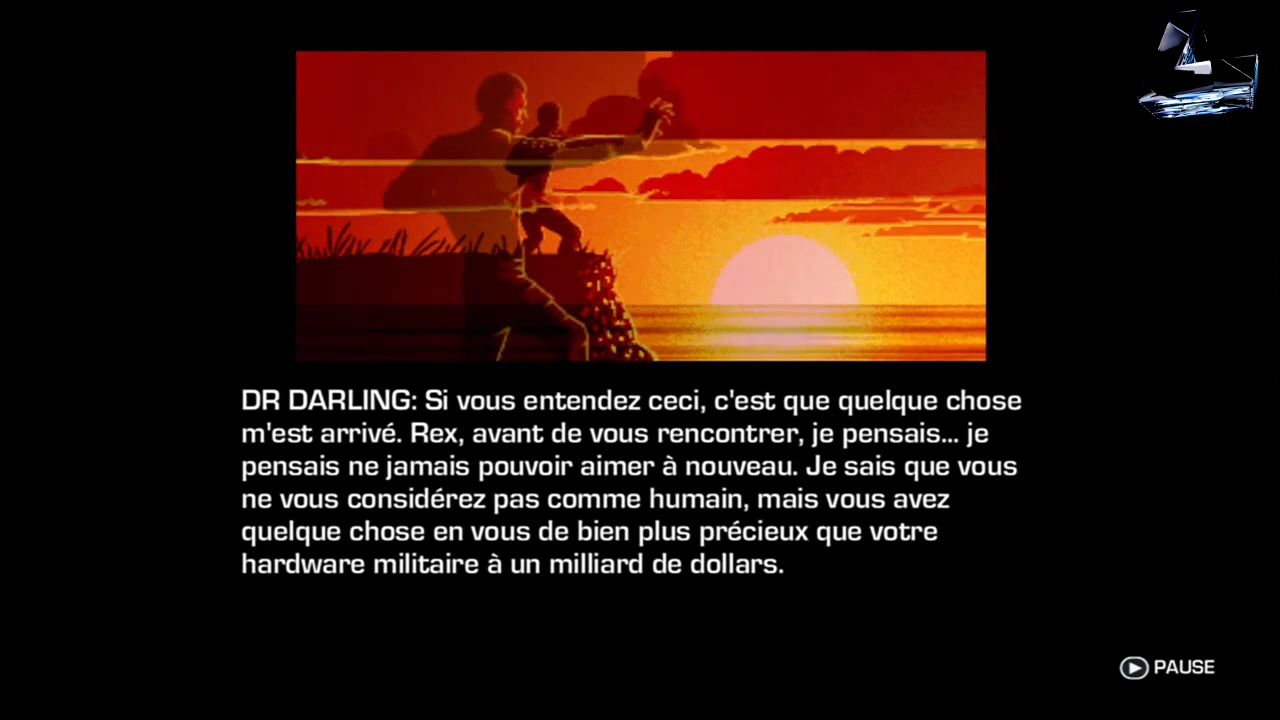 DR DARLING: Si vous entendez ceci, c'est que quelque chose
m'est arrivé. Rex, avant de vous rencontrer, je pensais... je
pensais ne jamais pouvoir aimer à nouveau. Je sais que vous
ne vous considérez pas comme humain, mais vous avez
quelque chose en vous de bien plus précieux que votre
hardware militaire à un milliard de dollars.
PAUSE